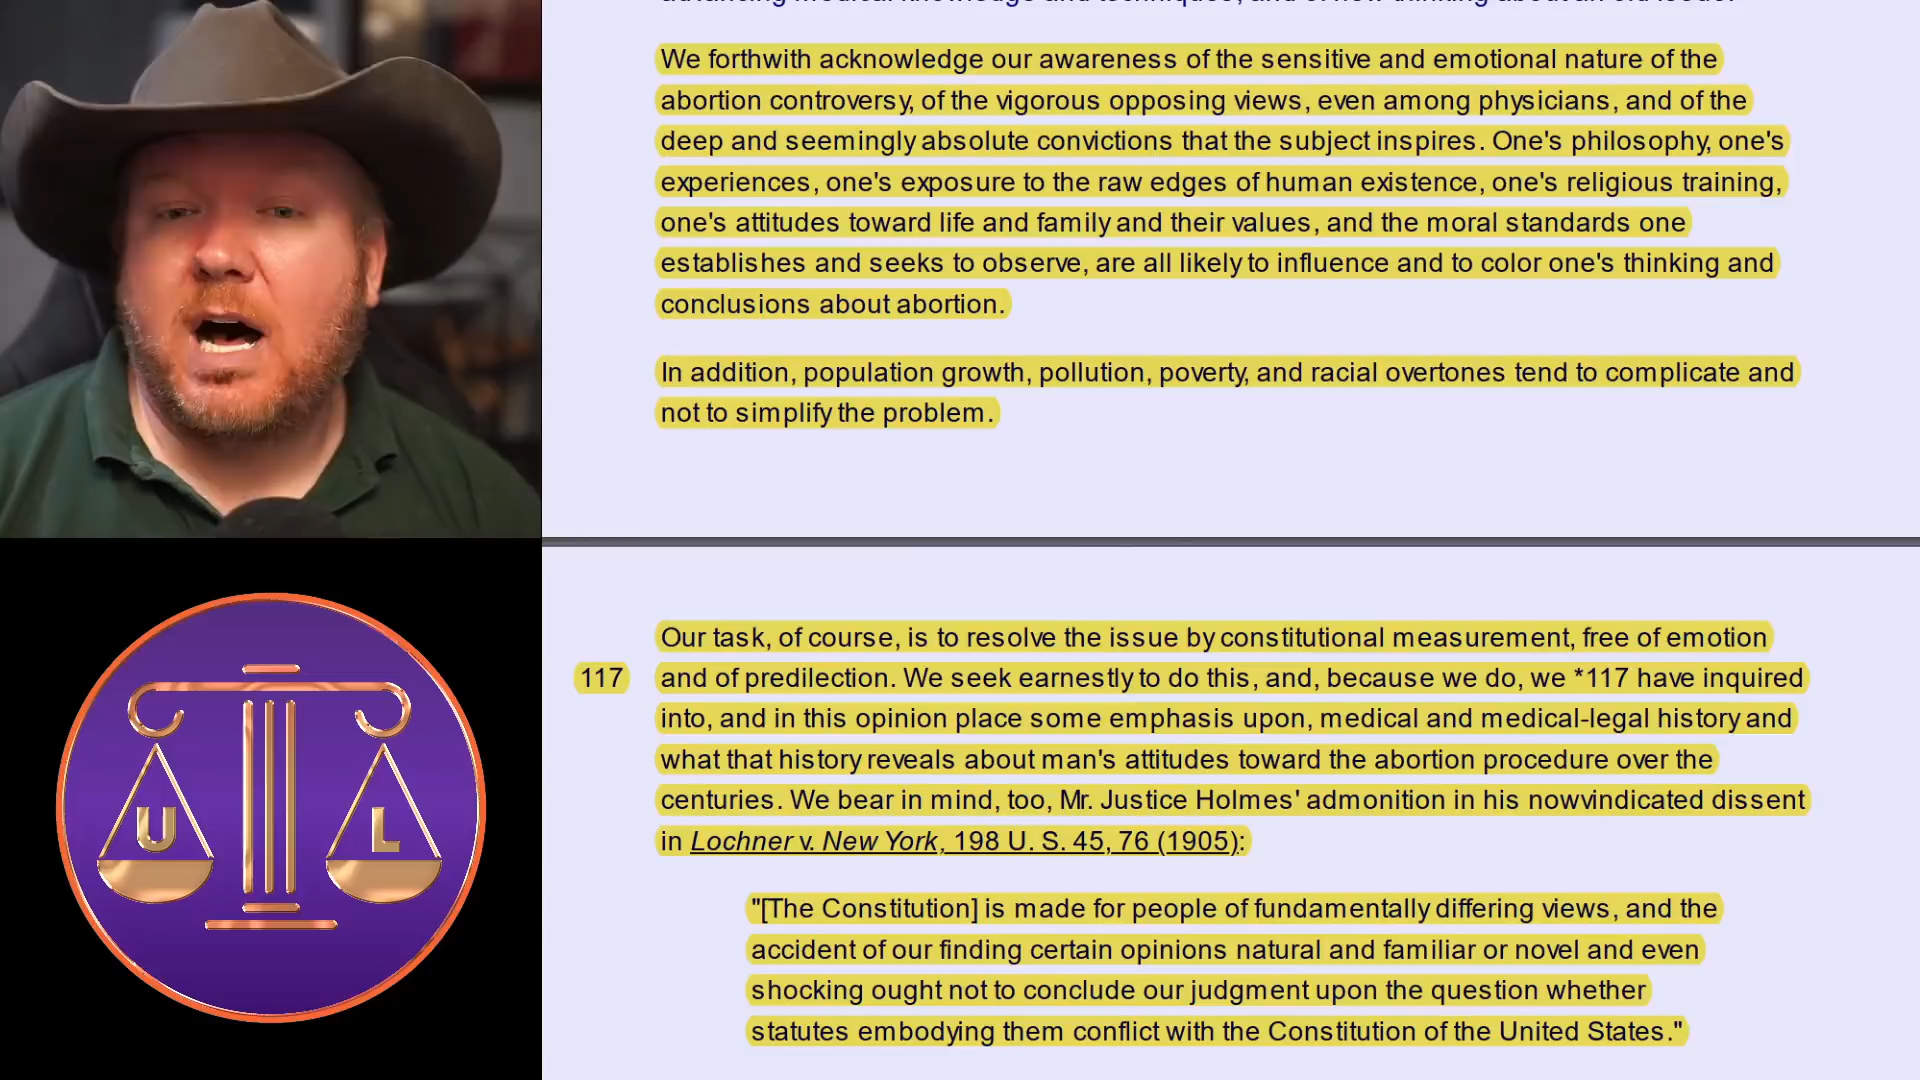 We forthwith acknowledge our awareness of the sensitive and emotional nature of the
abortion controversy, of the vigorous opposing views, even among physicians, and of the
deep and seemingly absolute convictions that the subject inspires. One's philosophy, one's
experiences, one's exposure to the raw edges of human existence, one's religious training,
one's attitudes toward life and family and their values, and the moral standards one
establishes and seeks to observe, are all likely to influence and to color one's thinking and
conclusions about abortion.
In addition, population growth, pollution, poverty, and racial overtones tend to complicate and
not to simplify the problem.
Our task, of course, is to resolve the issue by constitutional measurement, free of emotion
117 and of predilection. We seek earnestly to do this, and, because we do, we *117 have inquired
into, and in this opinion place some emphasis upon, medical and medical-legal history and
what that history reveals about man's attitudes toward the abortion procedure over the
centuries. We bear in mind, too, Mr. Justice Holmes' admonition in his nowvindicated dissent
in Lochner v. New York, 198 U. S. 45, 76 (1905):
"[The Constitution] is made for people of fundamentally differing views, and the
accident of our finding certain opinions natural and familiar or novel and even
shocking ought not to conclude our judgment upon the question whether
statutes embodying them conflict with the Constitution of the United States."
U L